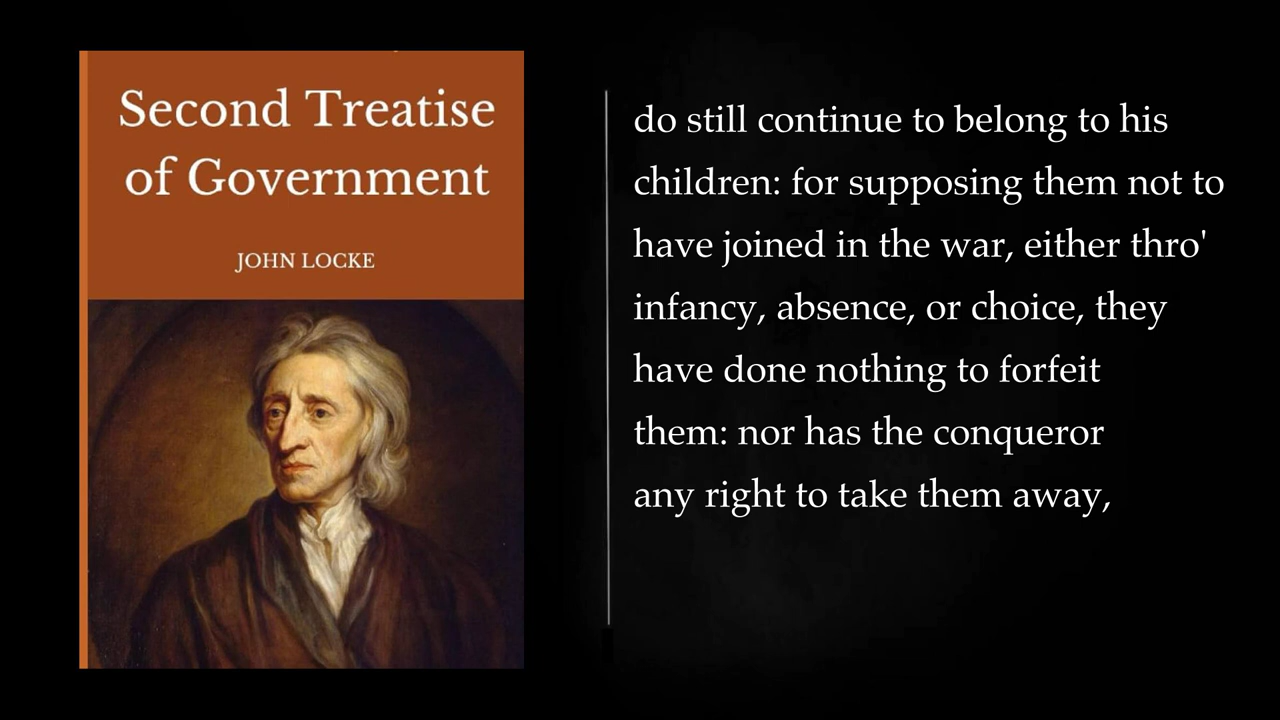 Second Treatise
of Government
JOHN LOCKE
do still continue to belong to his
children: for supposing them not to
have joined in the war, either thro'
infancy, absence, or choice, they
have done nothing to forfeit
them: nor has the conqueror
any right to take them away,